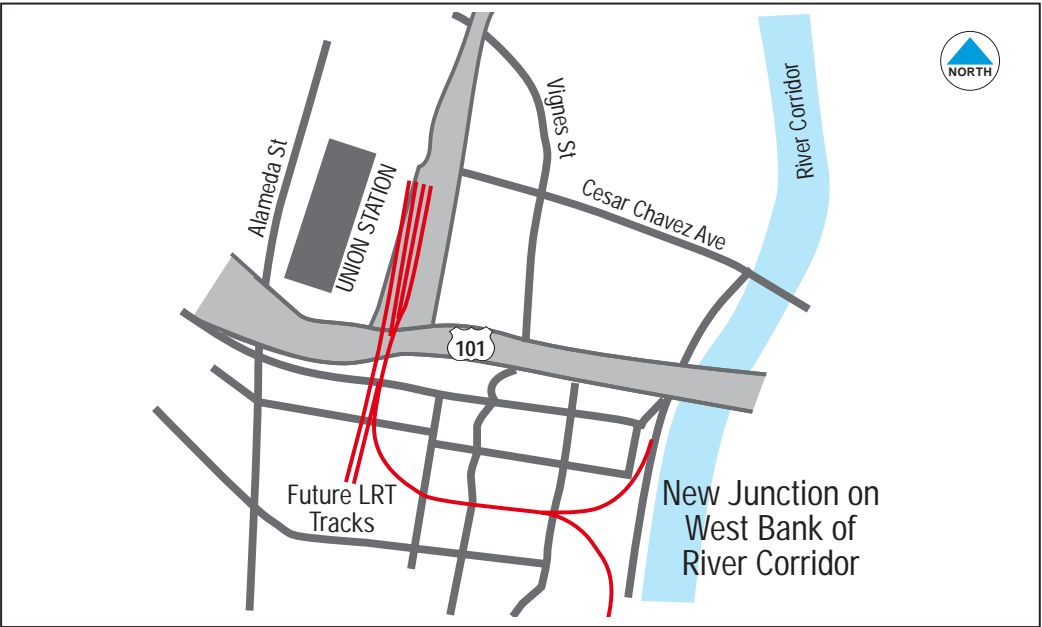 NORTH
River Corridor
Vignes St
Alameda St
UNION STATION
Cesar Chavez Ave
101
Future LRT
Tracks
New Junction on
West Bank of
River Corridor